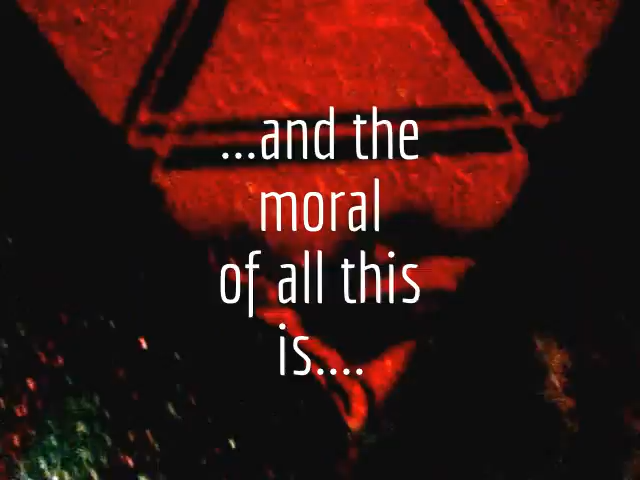 ...and the
moral
of all this
is....